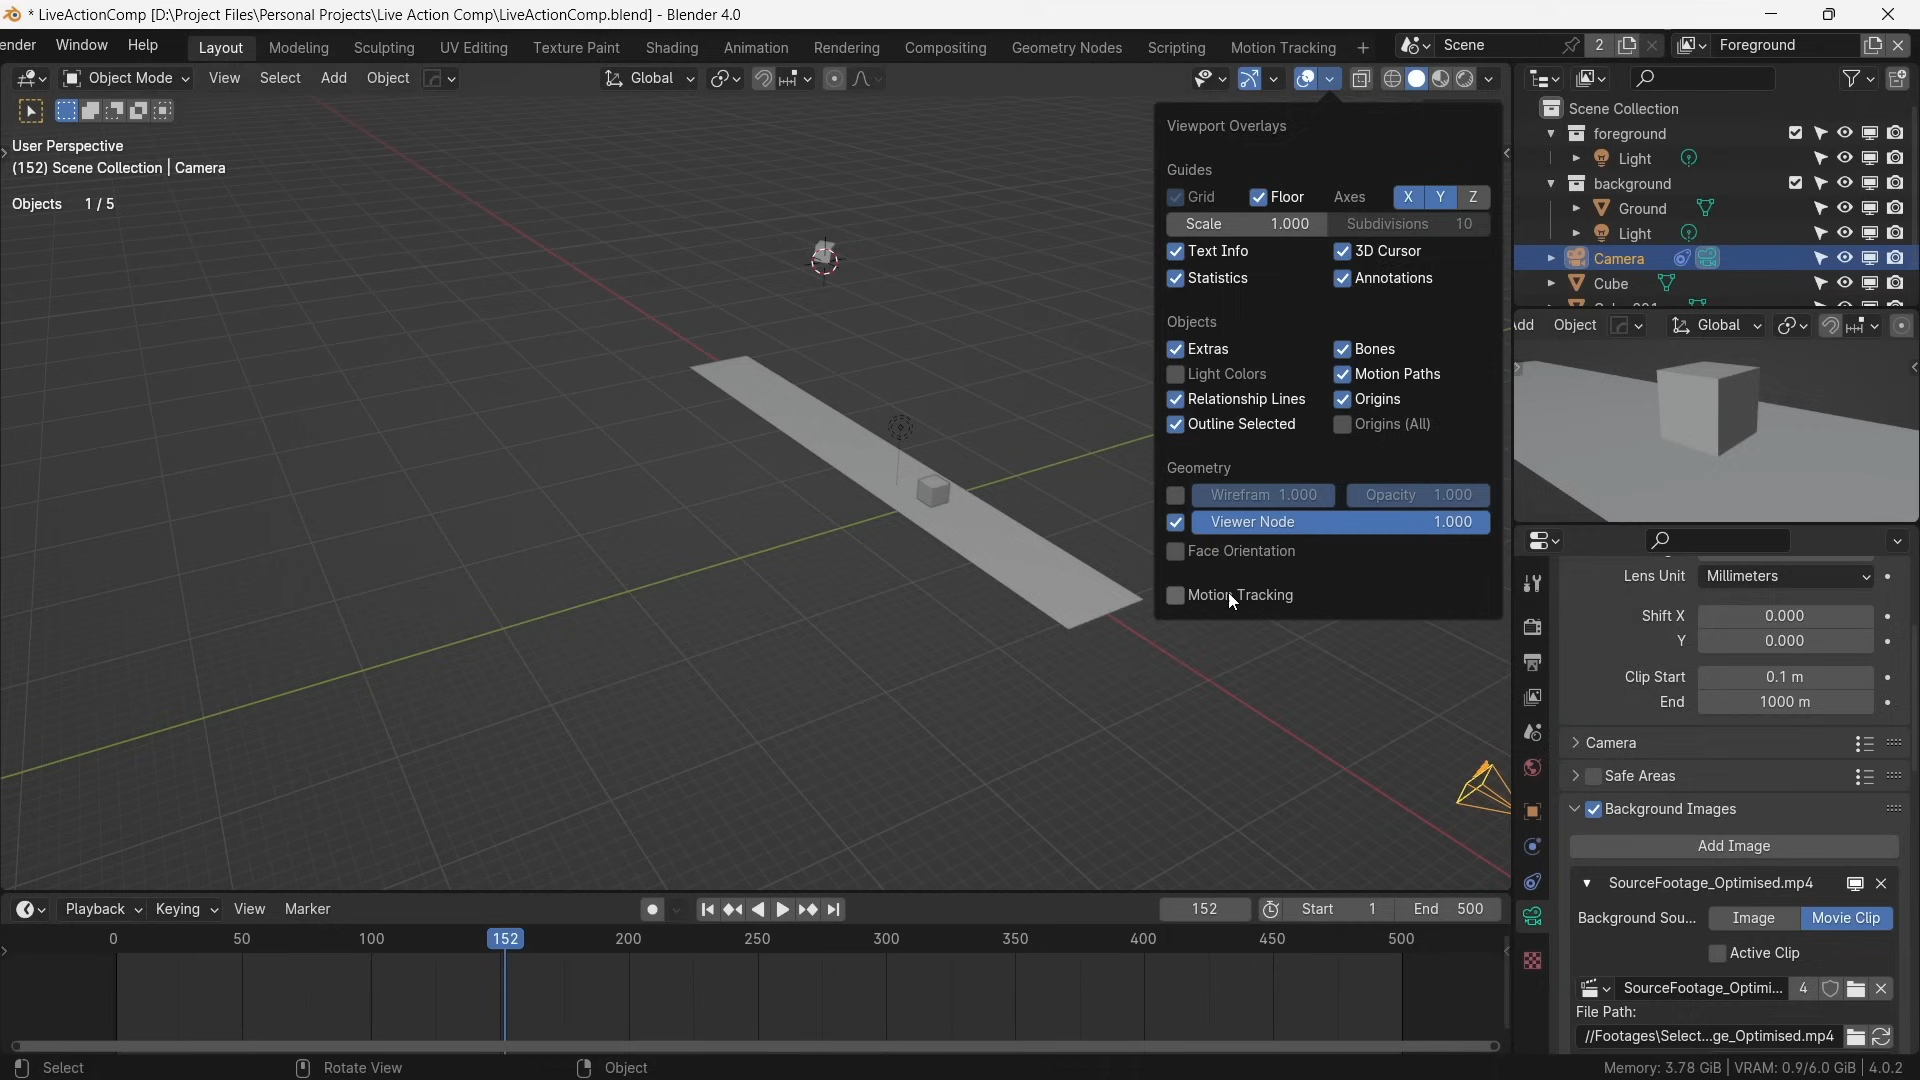 * LiveActionComp [D:\Project Files\Personal Projects\Live Action Comp\LiveActionComp.blend] - Blender 4.0
ender Window Help Layout Modeling Sculpting UV Editing Texture Paint Shading Animation Rendering Compositing Geometry Nodes Scripting Motion Tracking + Scene 2 Foreground
Object Mode View Select Add Object Global
User Perspective
(152) Scene Collection | Camera
Objects 1 / 5
Viewport Overlays
Guides
Grid Floor Axes X Y Z
Scale 1.000 Subdivisions 10
Text Info 3D Cursor
Statistics Annotations
Objects
Extras Bones
Light Colors Motion Paths
Relationship Lines Origins
Outline Selected Origins (All)
Geometry
Wirefram 1.000 Opacity 1.000
Viewer Node 1.000
Face Orientation
Motion Tracking
Scene Collection
foreground
Light
background
Ground
Light
Camera
Cube
dd Object Global
Lens Unit Millimeters
Shift X 0.000
Y 0.000
Clip Start 0.1 m
End 1000 m
Camera
Safe Areas
Background Images
Add Image
SourceFootage_Optimised.mp4
Background Sou... Image Movie Clip
Active Clip
SourceFootage_Optimi... 4
File Path:
//Footages\Select...ge_Optimised.mp4
Playback Keying View Marker 152 Start 1 End 500
0 50 100 152 200 250 300 350 400 450 500
Select Rotate View Object Memory: 3.78 GiB | VRAM: 0.9/6.0 GiB | 4.0.2